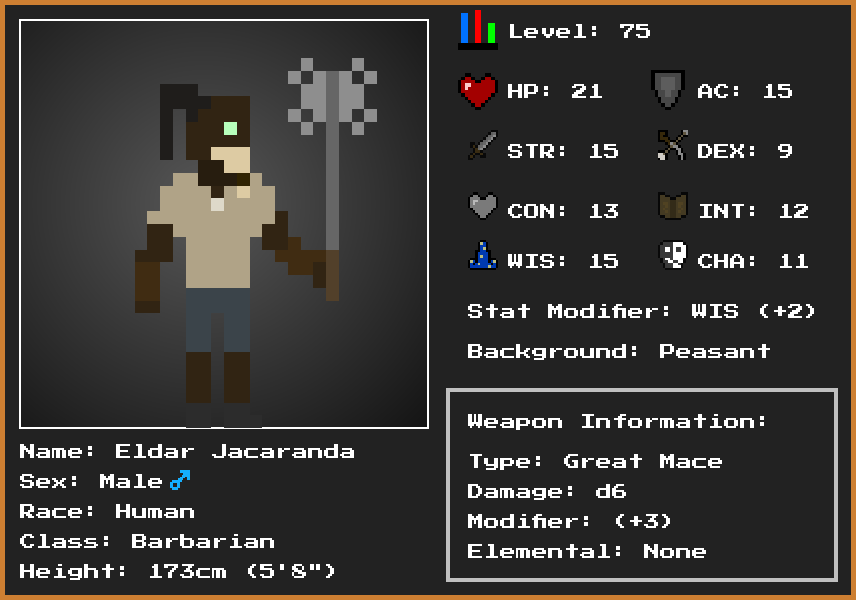 Level: 75
HP: 21
AC: 15
STR: 15
DEX: 9
CON: 13
INT: 12
WIS: 15
CHA: 11
Stat Modifier: WIS (+2)
Background: Peasant
Weapon Information:
Type: Great Mace
Damage: d6
Modifier: (+3)
Elemental: None
Name: Eldar Jacaranda
Sex: Male ♂
Race: Human
Class: Barbarian
Height: 173cm (5'8")